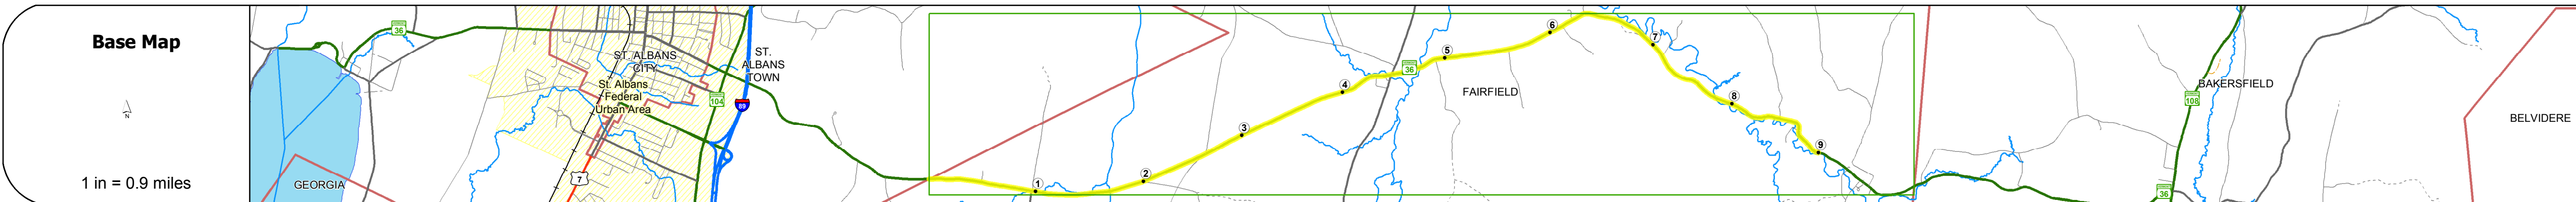 Base Map
N
1 in = 0.9 miles
36
ST. ALBANS
CITY
St. Albans
Federal
Urban Area
ST.
ALBANS
TOWN
104
89
7
GEORGIA
1
2
3
4
36
5
6
7
8
9
FAIRFIELD
BAKERSFIELD
108
36
BELVIDERE